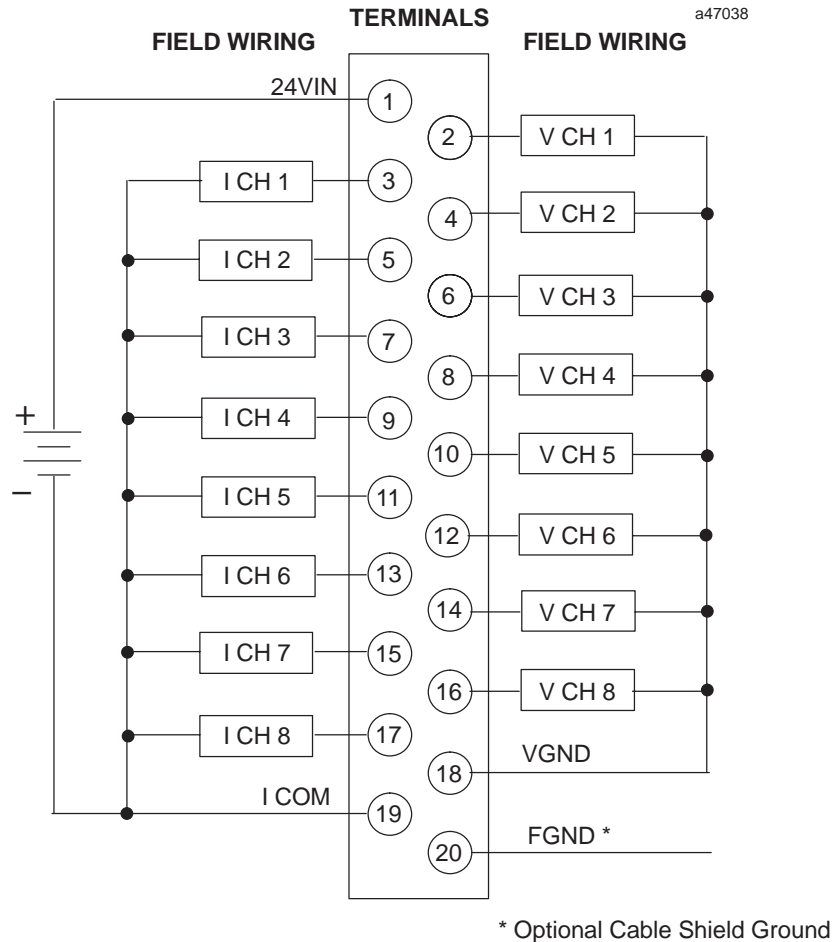 TERMINALS
a47038
FIELD WIRING
FIELD WIRING
24VIN
1
2
V CH 1
I CH 1
3
4
V CH 2
I CH 2
5
6
V CH 3
I CH 3
7
8
V CH 4
+
I CH 4
9
10
V CH 5
–
I CH 5
11
12
V CH 6
I CH 6
13
14
V CH 7
I CH 7
15
16
V CH 8
I CH 8
17
18
VGND
I COM
19
20
FGND *
* Optional Cable Shield Ground